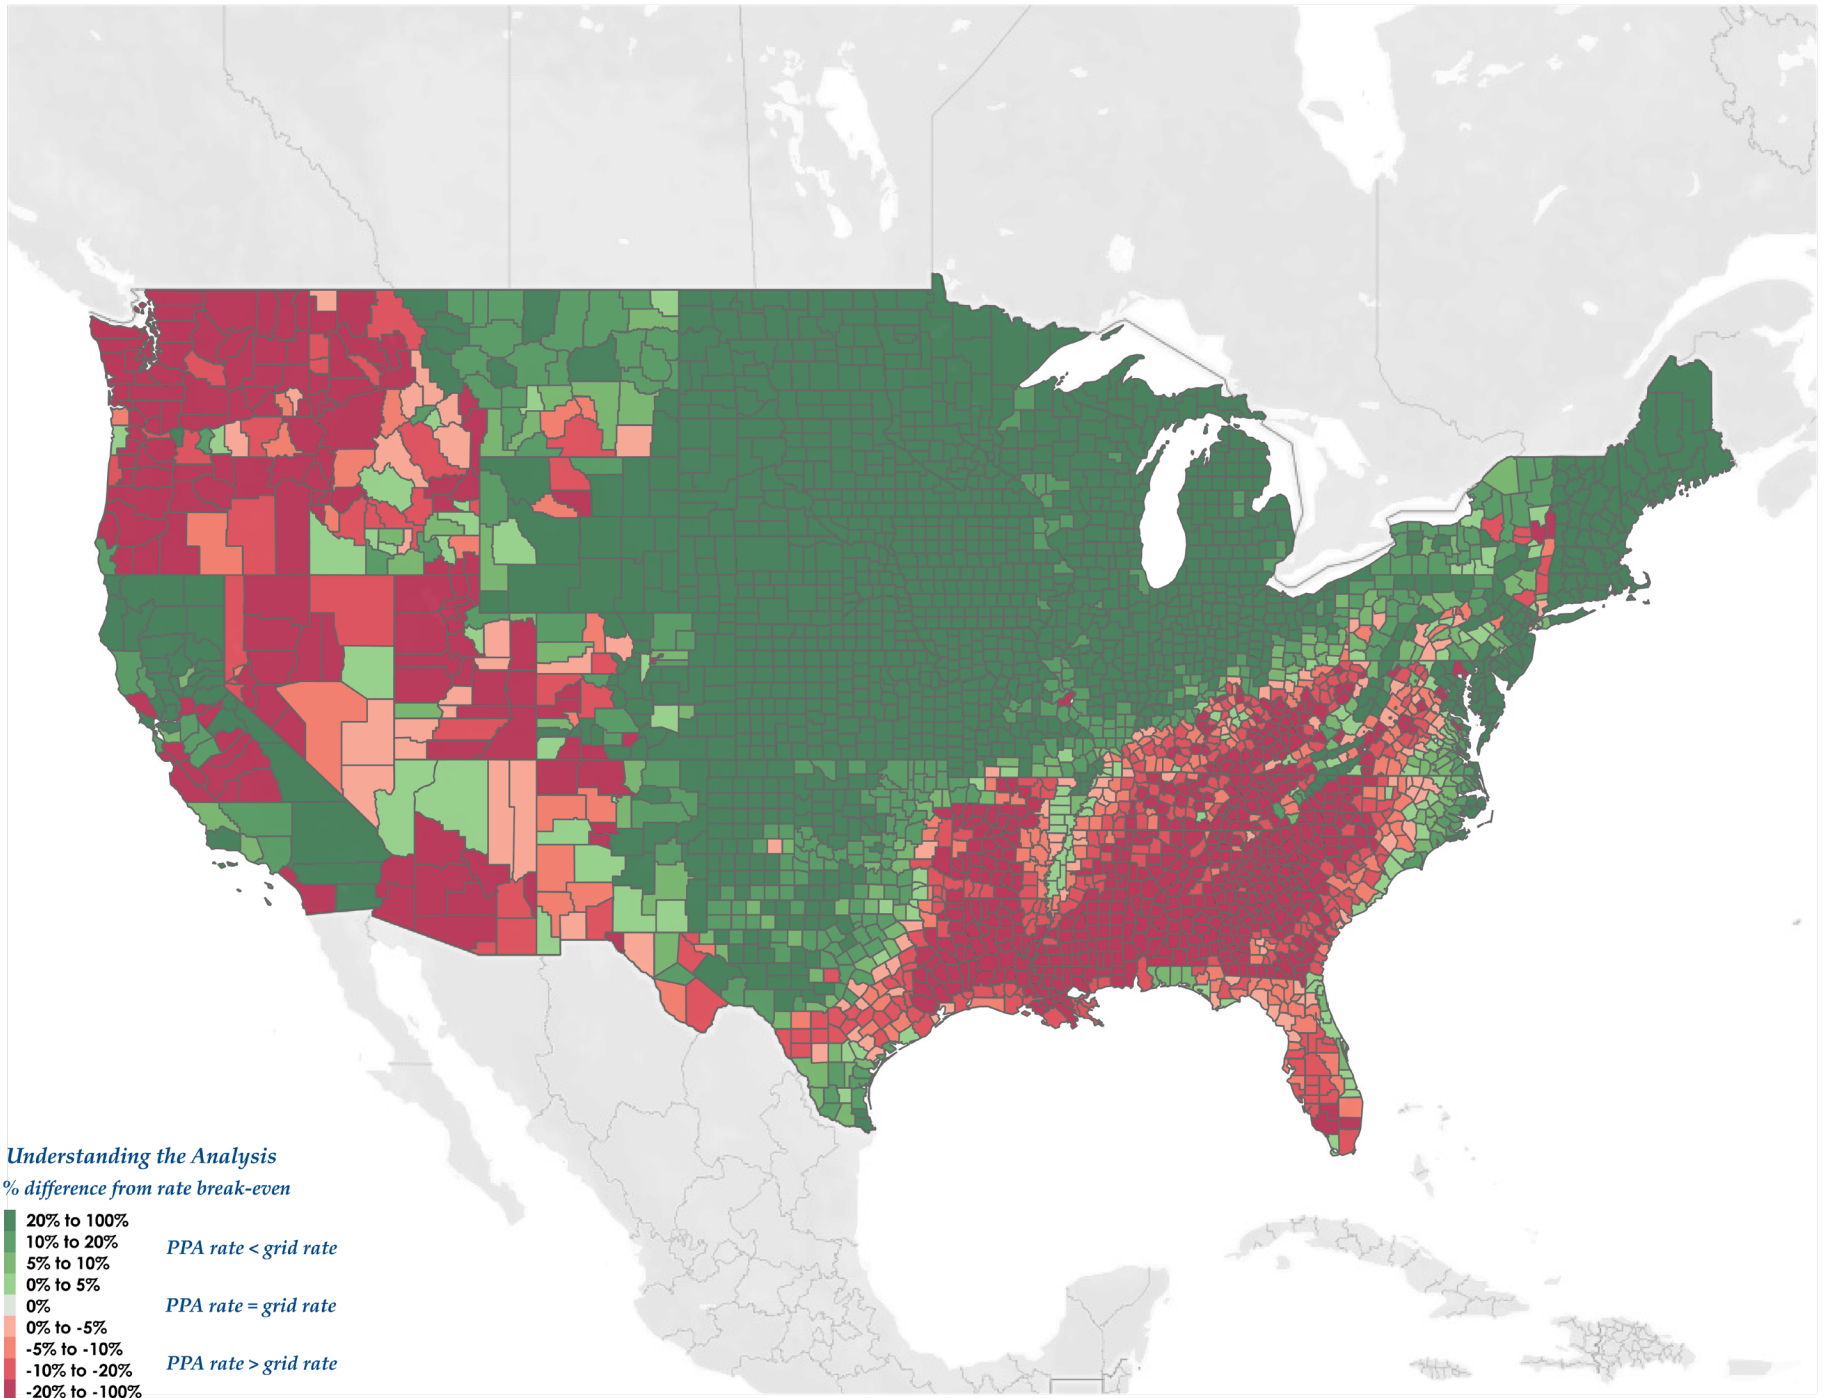 Understanding the Analysis
% difference from rate break-even
20% to 100%
10% to 20%
PPA rate < grid rate
5% to 10%
0% to 5%
0%
PPA rate = grid rate
0% to -5%
-5% to -10%
PPA rate > grid rate
-10% to -20%
-20% to -100%